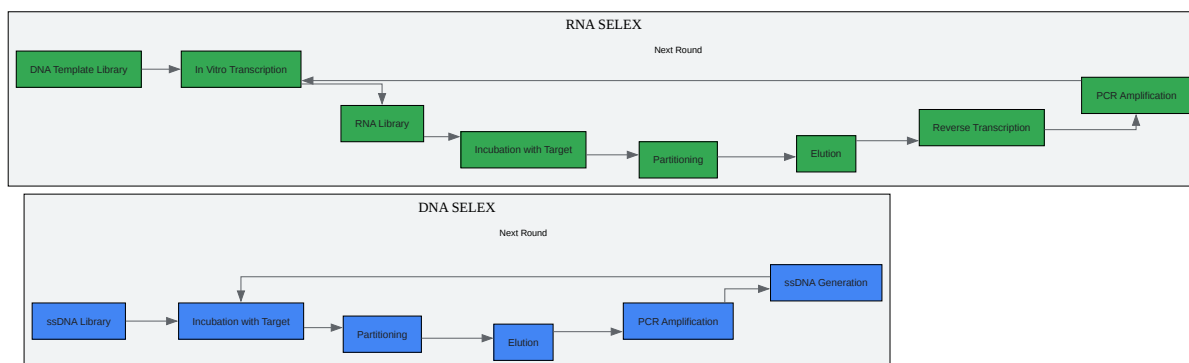 RNA SELEX
Next Round
DNA Template Library
In Vitro Transcription
RNA Library
Incubation with Target
Partitioning
Elution
Reverse Transcription
PCR Amplification
DNA SELEX
Next Round
ssDNA Library
Incubation with Target
Partitioning
Elution
PCR Amplification
ssDNA Generation